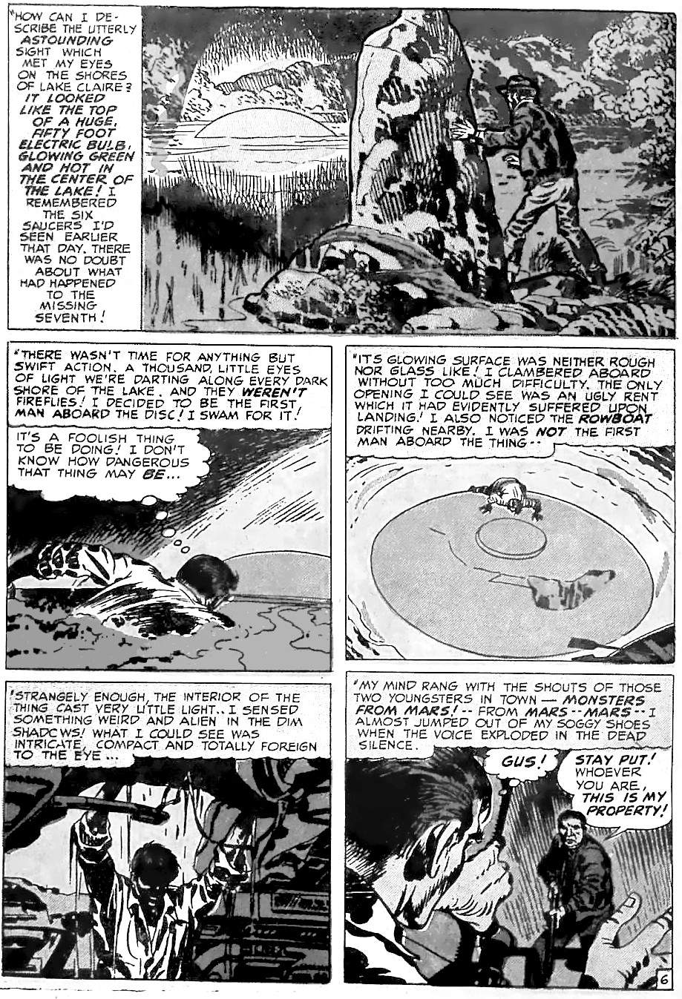 "HOW CAN I DE-
SCRIBE THE UTTERLY
ASTOUNDING
SIGHT WHICH
MET MY EYES
ON THE SHORES
OF LAKE CLAIRE?
IT LOOKED
LIKE THE TOP
OF A HUGE,
FIFTY FOOT
ELECTRIC BULB,
GLOWING GREEN
AND HOT IN
THE CENTER OF
THE LAKE! I
REMEMBERED
THE SIX
SAUCERS I'D
SEEN EARLIER
THAT DAY. THERE
WAS NO DOUBT
ABOUT WHAT
HAD HAPPENED
TO THE
MISSING
SEVENTH!
"THERE WASN'T TIME FOR ANYTHING BUT
SWIFT ACTION. A THOUSAND, LITTLE EYES
OF LIGHT WE'RE DARTING ALONG EVERY DARK
SHORE OF THE LAKE. AND THEY WEREN'T
FIREFLIES! I DECIDED TO BE THE FIRST
MAN ABOARD THE DISC! I SWAM FOR IT!
IT'S A FOOLISH THING
TO BE DOING! I DON'T
KNOW HOW DANGEROUS
THAT THING MAY BE...
"ITS GLOWING SURFACE WAS NEITHER ROUGH
NOR GLASS LIKE! I CLAMBERED ABOARD
WITHOUT TOO MUCH DIFFICULTY. THE ONLY
OPENING I COULD SEE WAS AN UGLY RENT
WHICH IT HAD EVIDENTLY SUFFERED UPON
LANDING! I ALSO NOTICED THE ROWBOAT
DRIFTING NEARBY. I WAS NOT THE FIRST
MAN ABOARD THE THING--
"STRANGELY ENOUGH, THE INTERIOR OF THE
THING CAST VERY LITTLE LIGHT.. I SENSED
SOMETHING WEIRD AND ALIEN IN THE DIM
SHADOWS! WHAT I COULD SEE WAS
INTRICATE, COMPACT AND TOTALLY FOREIGN
TO THE EYE...
"MY MIND RANG WITH THE SHOUTS OF THOSE
TWO YOUNGSTERS IN TOWN — MONSTERS
FROM MARS!-- FROM MARS--MARS-- I
ALMOST JUMPED OUT OF MY SOGGY SHOES
WHEN THE VOICE EXPLODED IN THE DEAD
SILENCE.
GUS!
STAY PUT!
WHOEVER
YOU ARE,
THIS IS MY
PROPERTY!
6